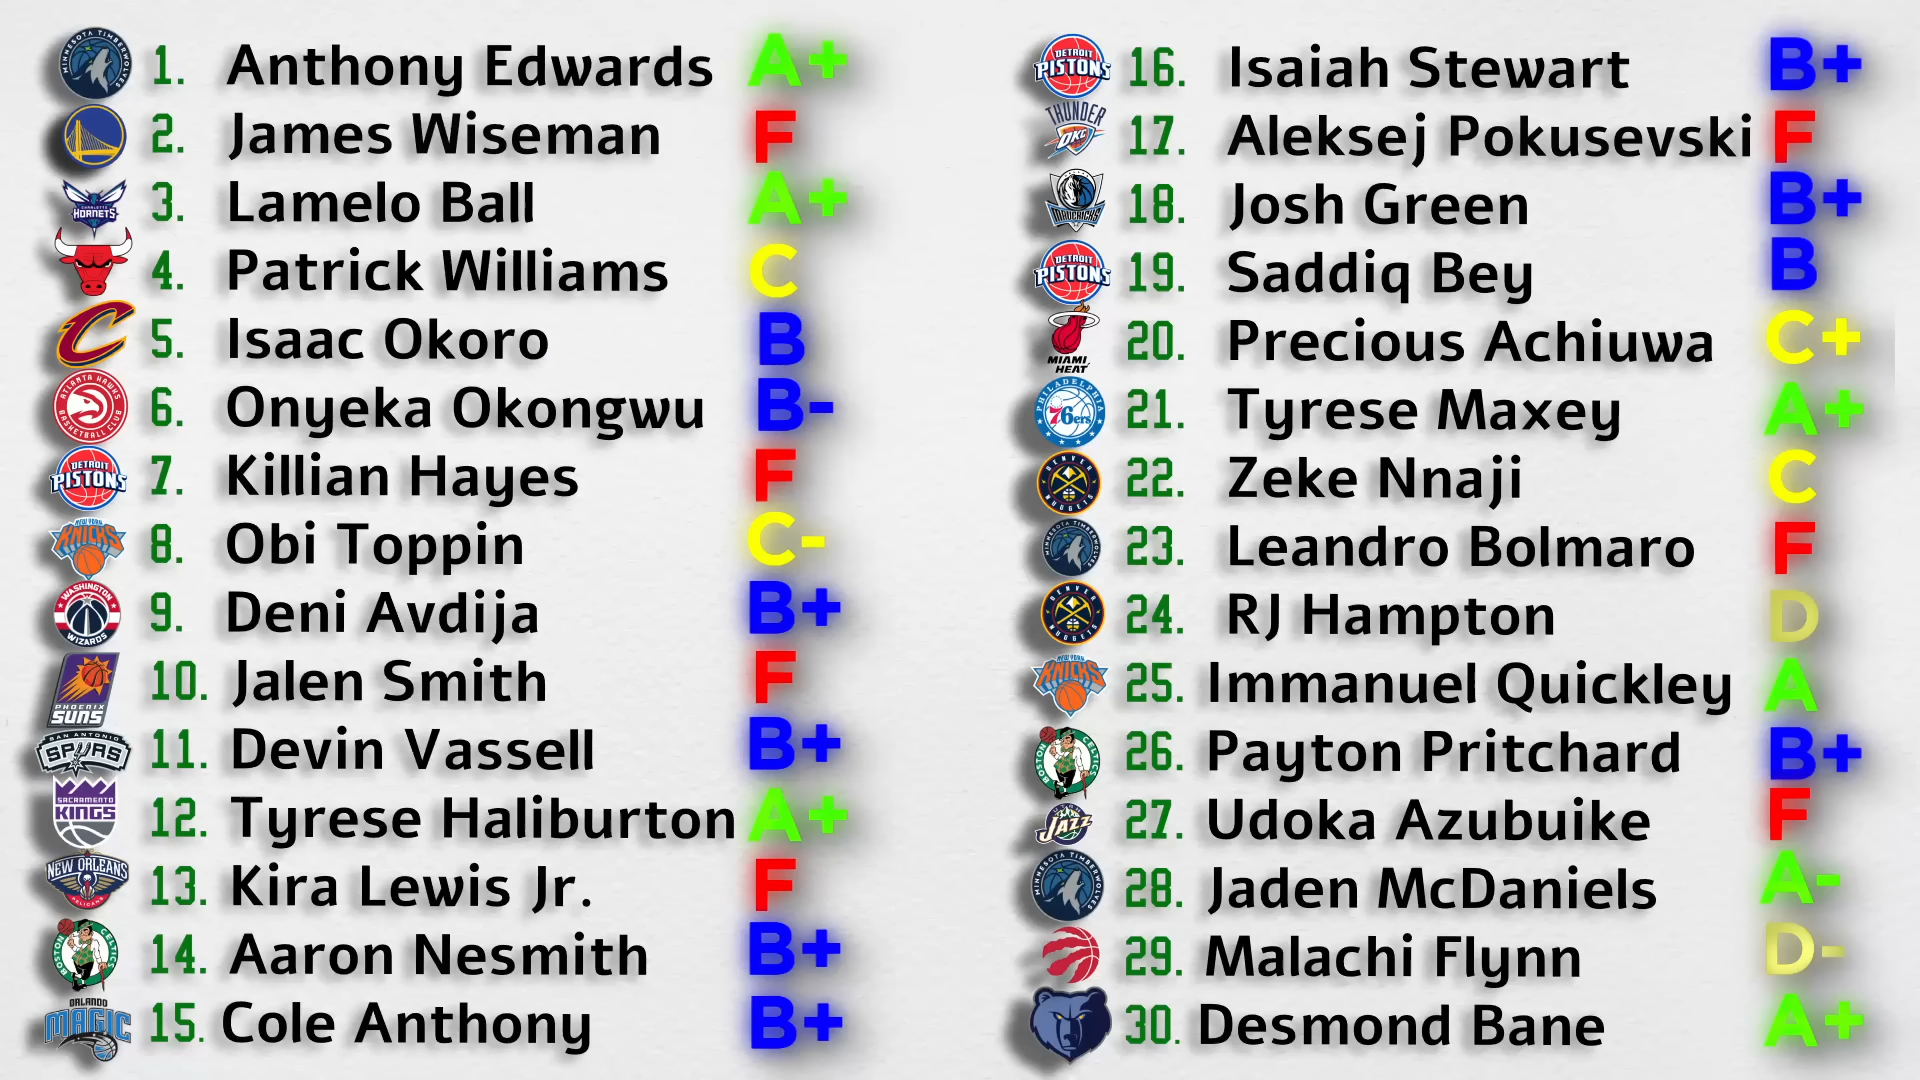 1. Anthony Edwards A+
2. James Wiseman F
3. Lamelo Ball A+
4. Patrick Williams C
5. Isaac Okoro B
6. Onyeka Okongwu B-
7. Killian Hayes F
8. Obi Toppin C-
9. Deni Avdija B+
10. Jalen Smith F
11. Devin Vassell B+
12. Tyrese Haliburton A+
13. Kira Lewis Jr. F
14. Aaron Nesmith B+
15. Cole Anthony B+
16. Isaiah Stewart B+
17. Aleksej Pokusevski F
18. Josh Green B+
19. Saddiq Bey B
20. Precious Achiuwa C+
21. Tyrese Maxey A+
22. Zeke Nnaji C
23. Leandro Bolmaro F
24. RJ Hampton D
25. Immanuel Quickley A
26. Payton Pritchard B+
27. Udoka Azubuike F
28. Jaden McDaniels A-
29. Malachi Flynn D-
30. Desmond Bane A+